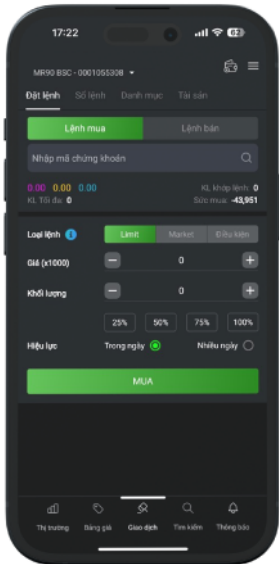 17:22
62
MR90 BSC - 0001055308
Đặt lệnh Sổ lệnh Danh mục Tài sản
Lệnh mua Lệnh bán
Nhập mã chứng khoán
0.00 0.00 0.00 KL khớp lệnh: 0
KL Tối đa: 0 Sức mua: -43,951
Loại lệnh Limit Market Điều kiện
Giá (x1000) 0
Khối lượng 0
25% 50% 75% 100%
Hiệu lực Trong ngày Nhiều ngày
MUA
Thị trường Bảng giá Giao dịch Tìm kiếm Thông báo